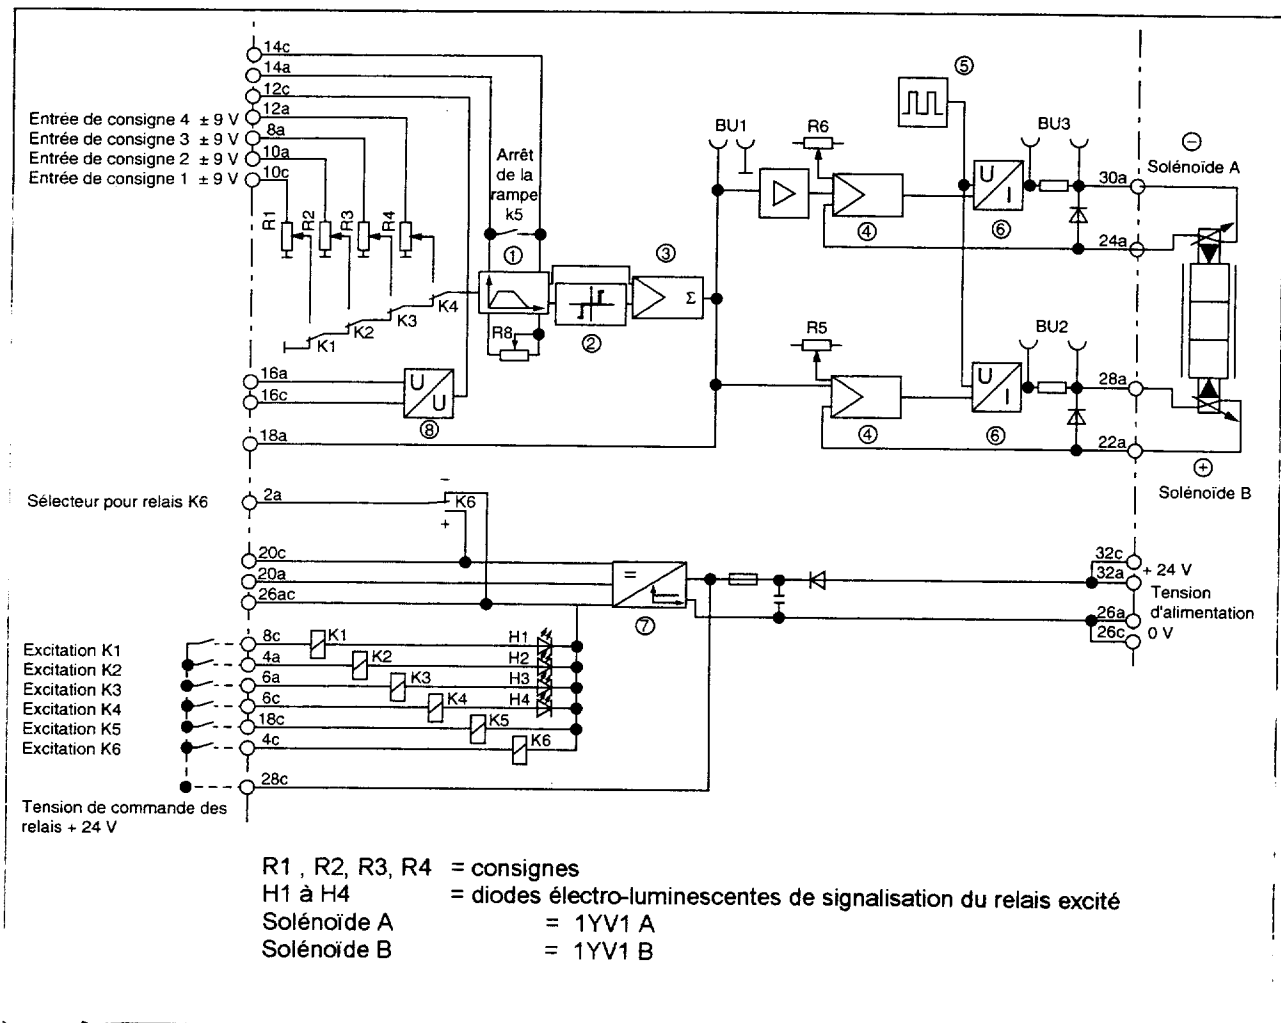 14c
14a
12c
Entrée de consigne 4 ± 9 V 12a
Entrée de consigne 3 ± 9 V 8a
Entrée de consigne 2 ± 9 V 10a
Entrée de consigne 1 ± 9 V 10c
R1 R2 R3 R4
K1 K2 K3 K4
Arrêt
de la
rampe
k5
1
R8
2
3
Σ
BU1
R6
4
5
U
I
6
BU3
−
Solénoïde A
30a
24a
R5
4
U
I
6
BU2
28a
22a
+
Solénoïde B
16a
16c
U
U
8
18a
Sélecteur pour relais K6 2a
−
K6
+
20c
20a
26ac
=
7
32c
+ 24 V
32a
Tension
d'alimentation
26a
0 V
26c
Excitation K1 8c K1 H1
Excitation K2 4a K2 H2
Excitation K3 6a K3 H3
Excitation K4 6c K4 H4
Excitation K5 18c K5
Excitation K6 4c K6
28c
Tension de commande des
relais + 24 V
R1 , R2, R3, R4 = consignes
H1 à H4 = diodes électro-luminescentes de signalisation du relais excité
Solénoïde A = 1YV1 A
Solénoïde B = 1YV1 B